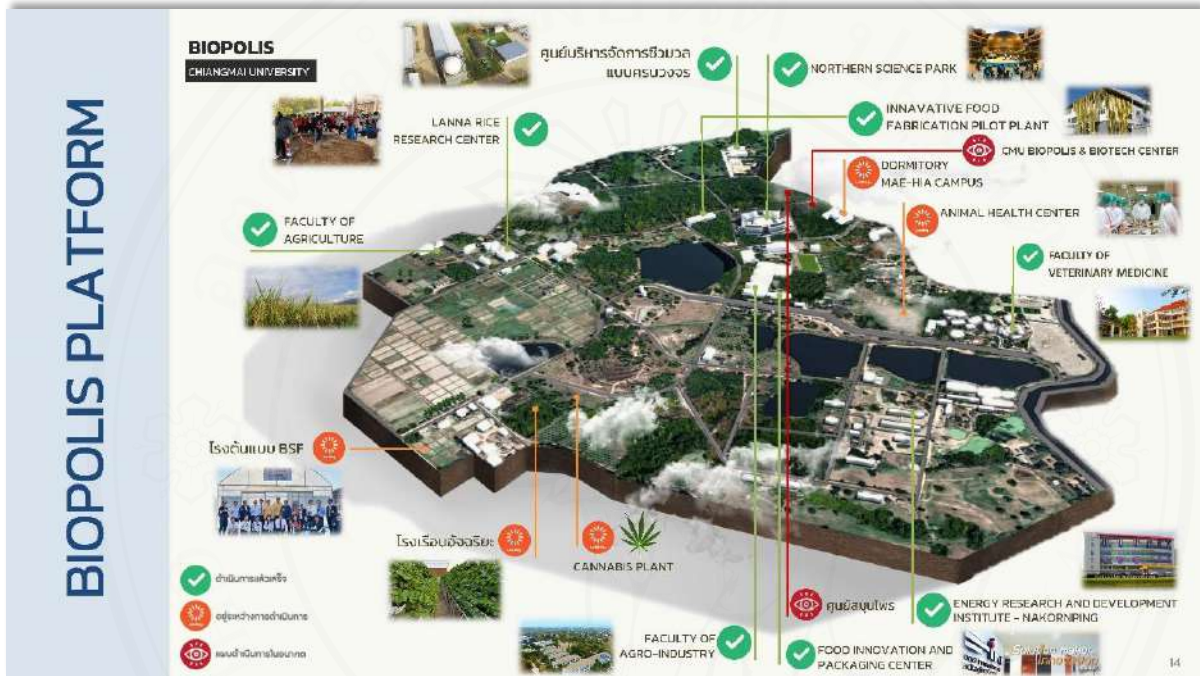 BIOPOLIS PLATFORM
BIOPOLIS
CHIANGMAI UNIVERSITY
ศูนย์บริหารจัดการชีวมวล
แบบครบวงจร
NORTHERN SCIENCE PARK
LANNA RICE
RESEARCH CENTER
INNAVATIVE FOOD
FABRICATION PILOT PLANT
CMU BIOPOLIS & BIOTECH CENTER
DORMITORY
MAE-HIA CAMPUS
ANIMAL HEALTH CENTER
FACULTY OF
AGRICULTURE
FACULTY OF
VETERINARY MEDICINE
โรงต้นแบบ BSF
โรงเรือนอัจฉริยะ
CANNABIS PLANT
ดำเนินการแล้วเสร็จ
อยู่ระหว่างการดำเนินการ
แผนดำเนินการในอนาคต
ศูนย์สมุนไพร
ENERGY RESEARCH AND DEVELOPMENT
INSTITUTE - NAKORNPING
FACULTY OF
AGRO-INDUSTRY
FOOD INNOVATION AND
PACKAGING CENTER
14